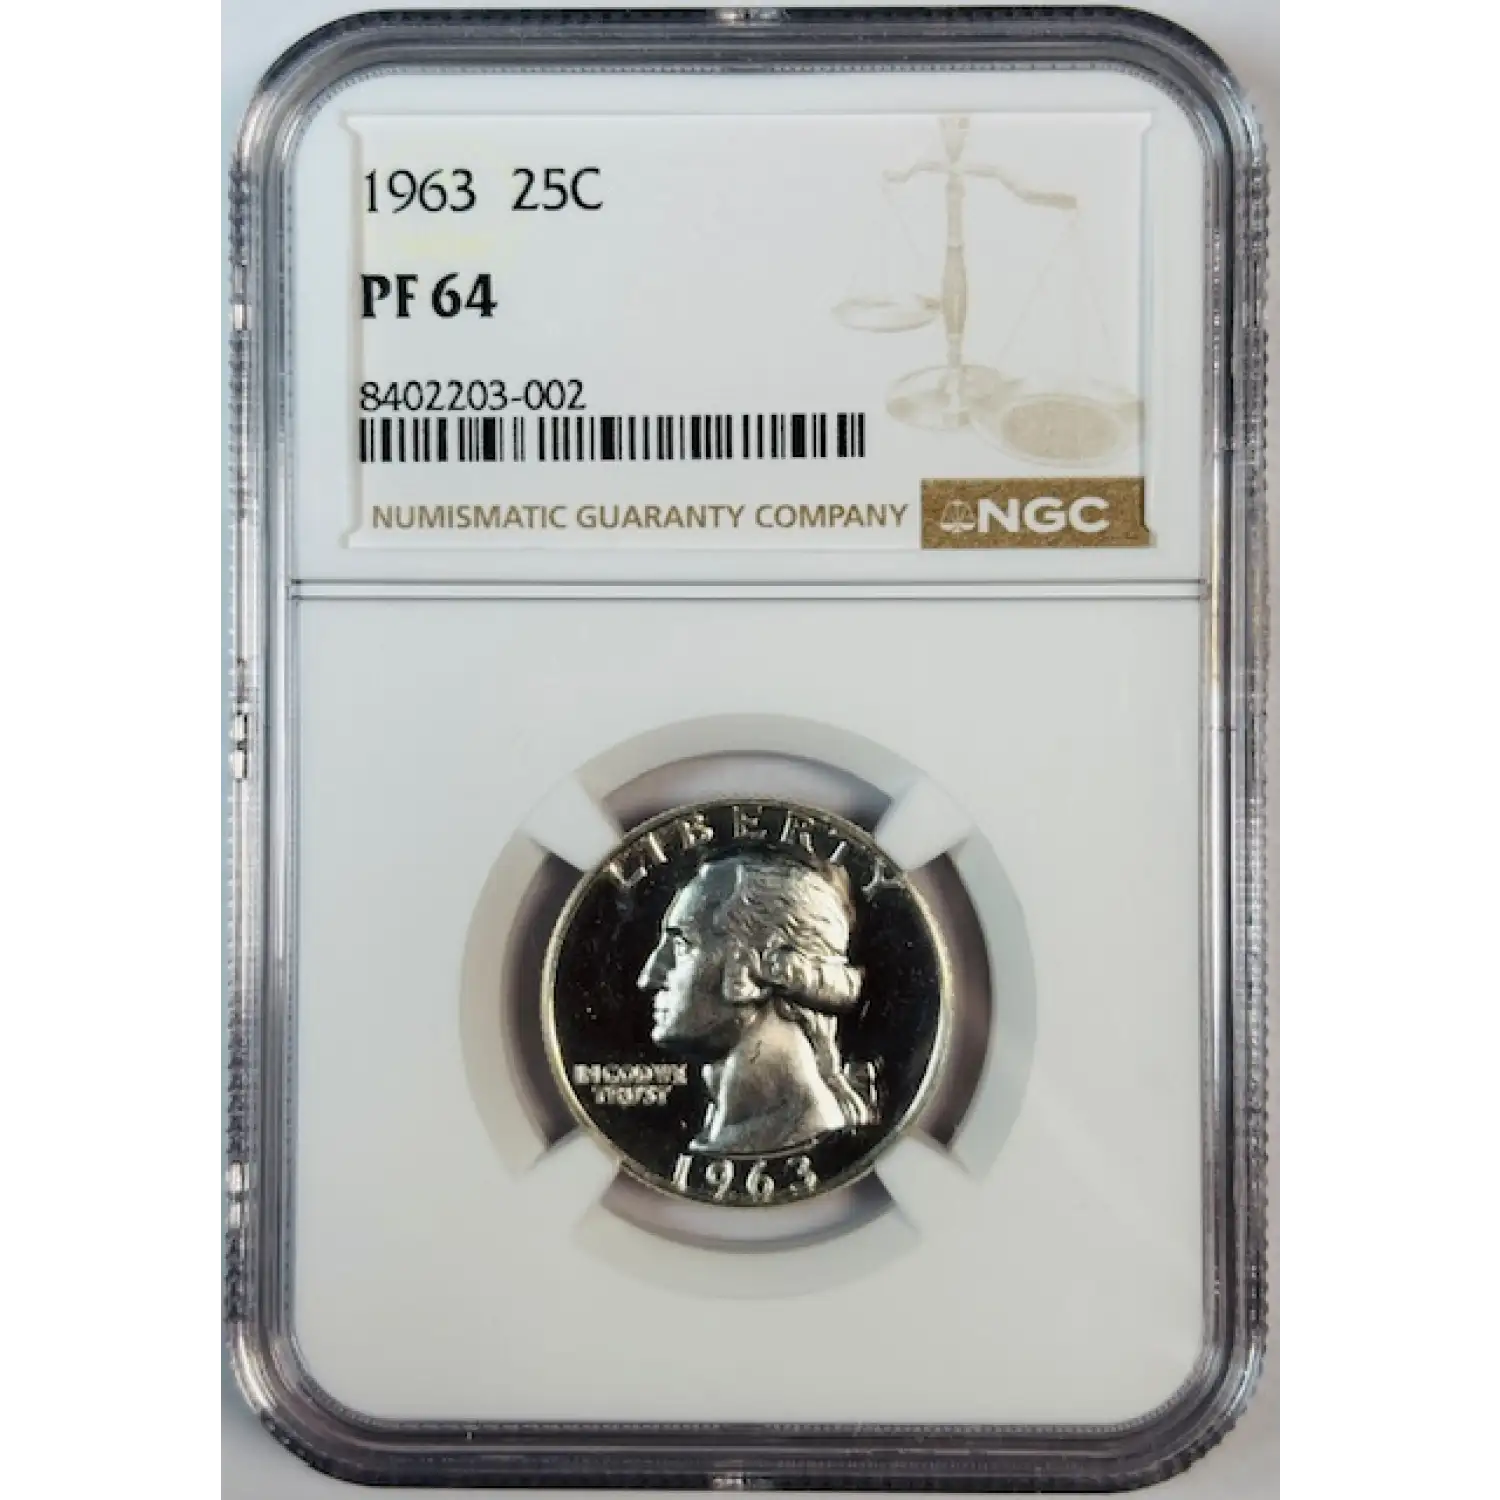 1963 25C
PF 64
8402203-002
NUMISMATIC GUARANTY COMPANY NGC
LIBERTY
IN GOD WE
TRUST
1963